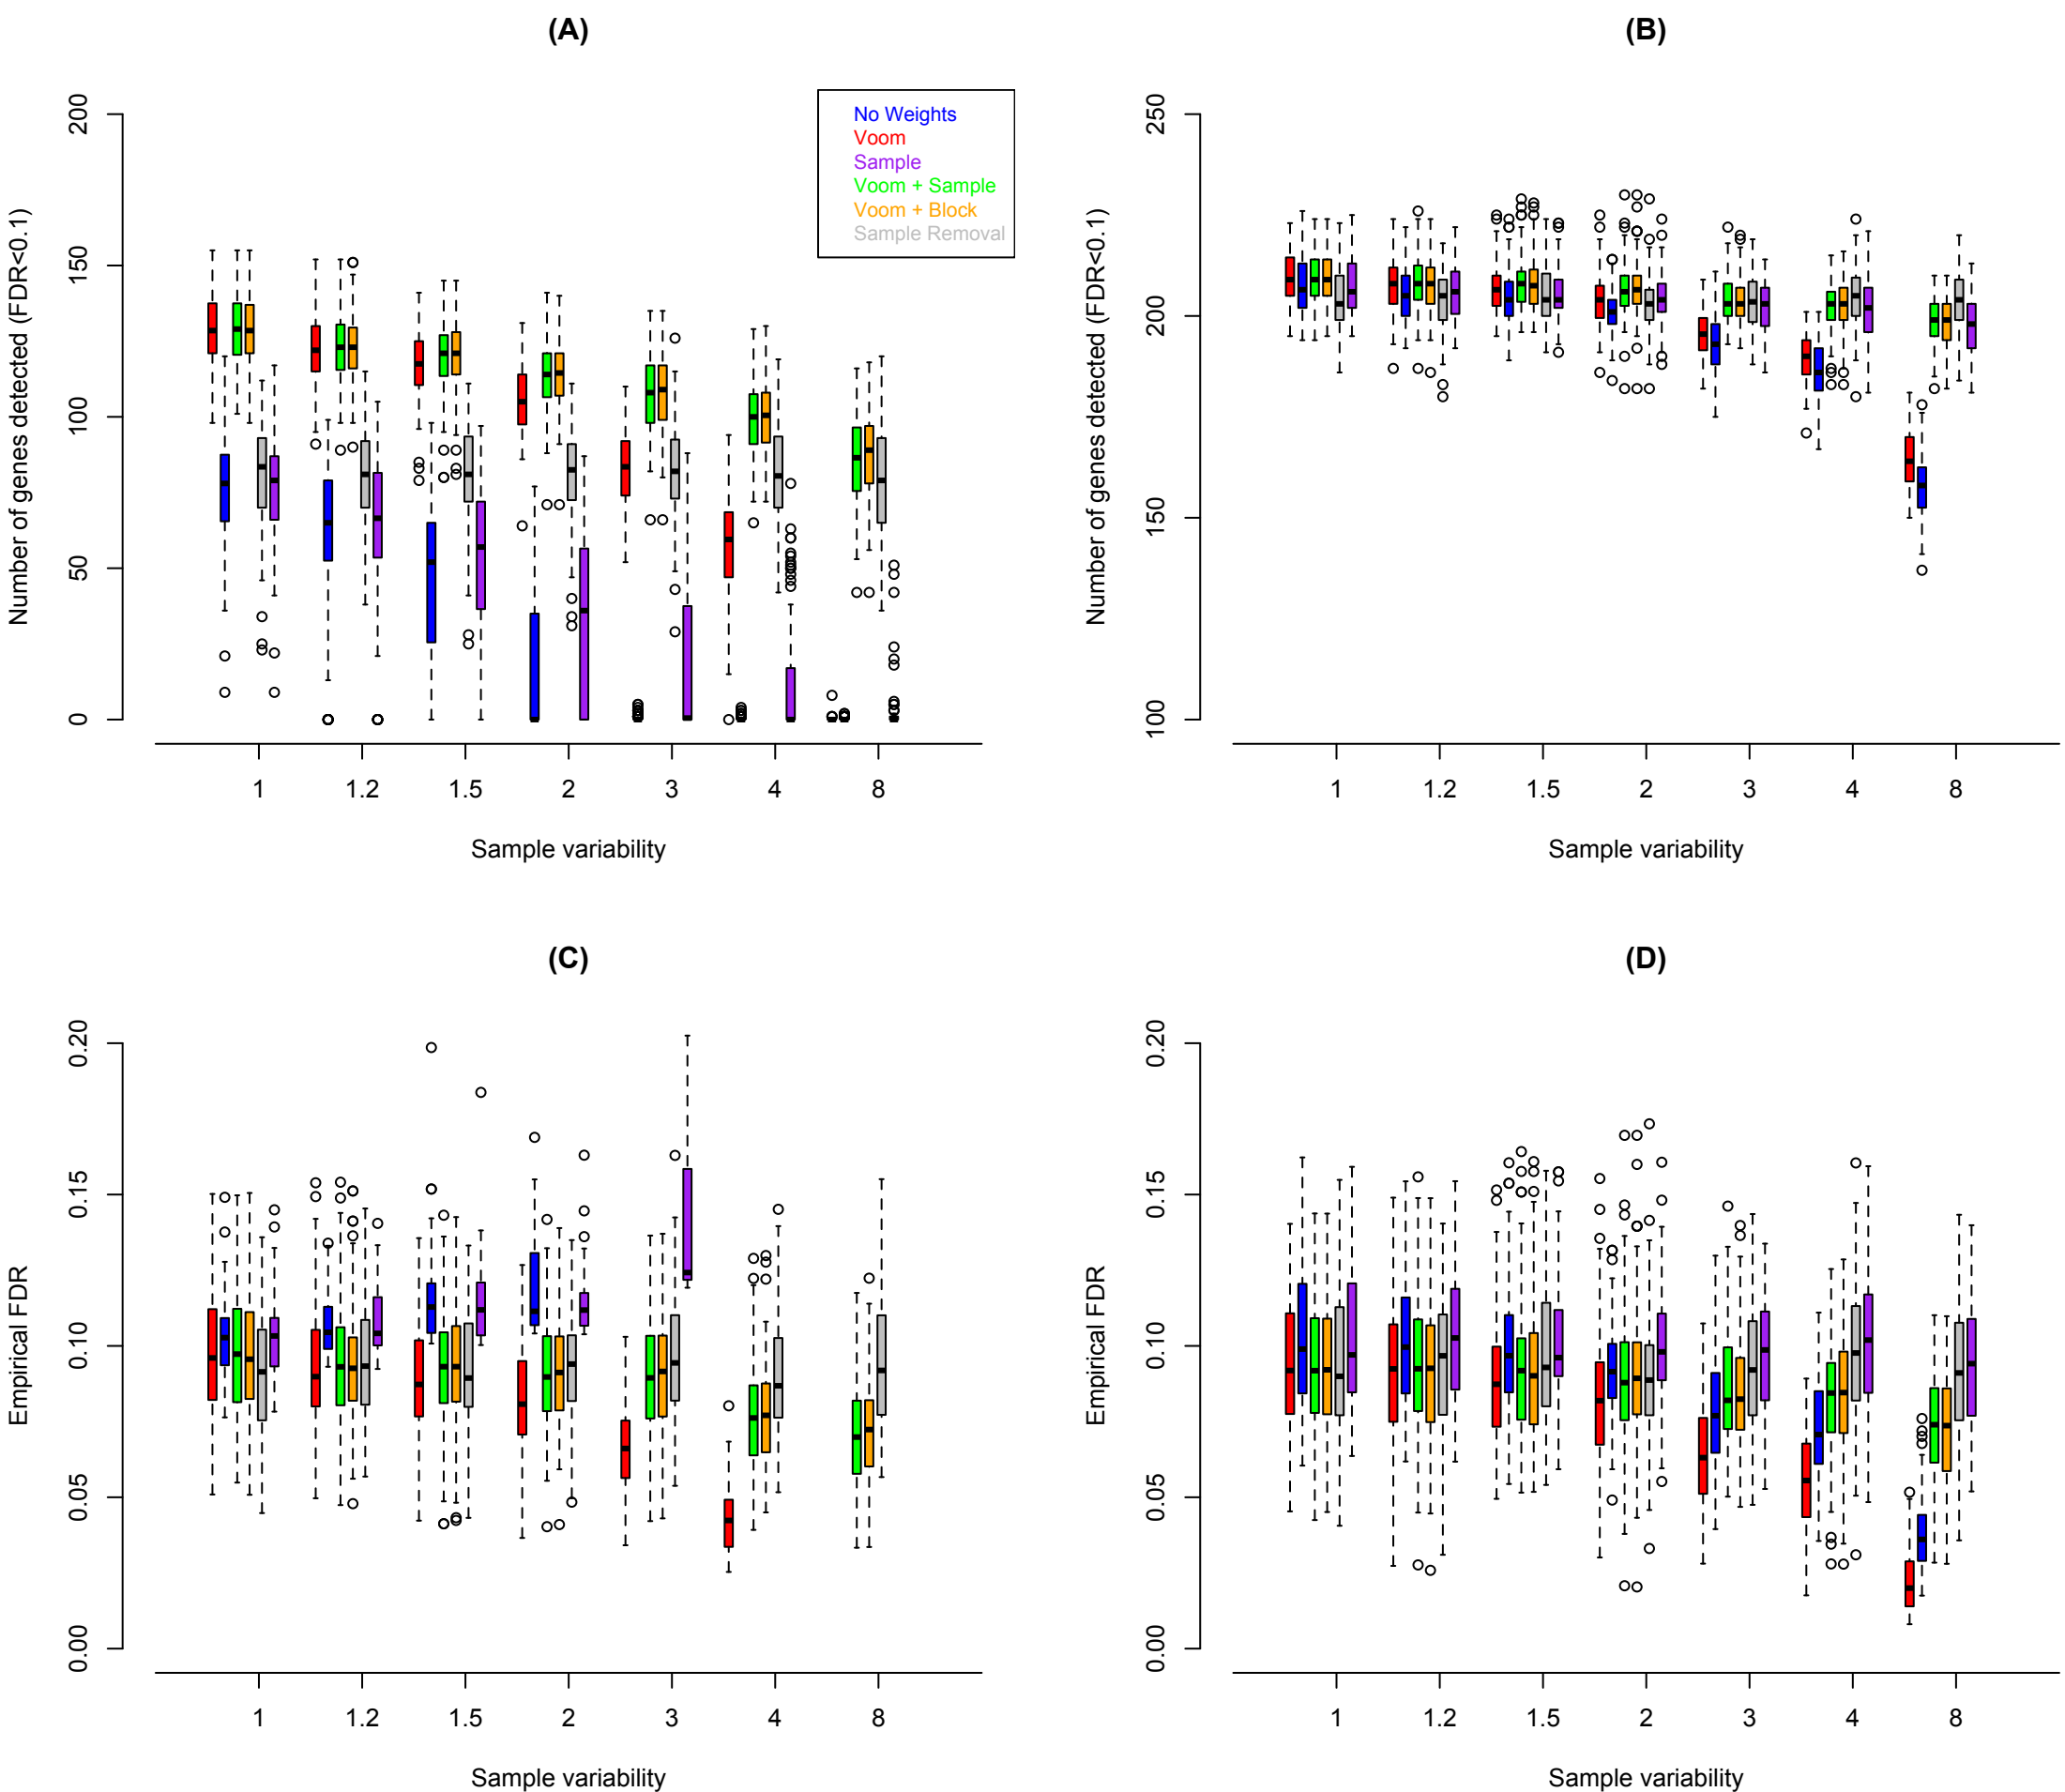 (A)
Number of genes detected (FDR<0.1)
200
150
100
50
0
No Weights
Voom
Sample
Voom + Sample
Voom + Block
Sample Removal
1 1.2 1.5 2 3 4 8
Sample variability
(B)
Number of genes detected (FDR<0.1)
250
200
150
100
1 1.2 1.5 2 3 4 8
Sample variability
(C)
Empirical FDR
0.20
0.15
0.10
0.05
0.00
1 1.2 1.5 2 3 4 8
Sample variability
(D)
Empirical FDR
0.20
0.15
0.10
0.05
0.00
1 1.2 1.5 2 3 4 8
Sample variability